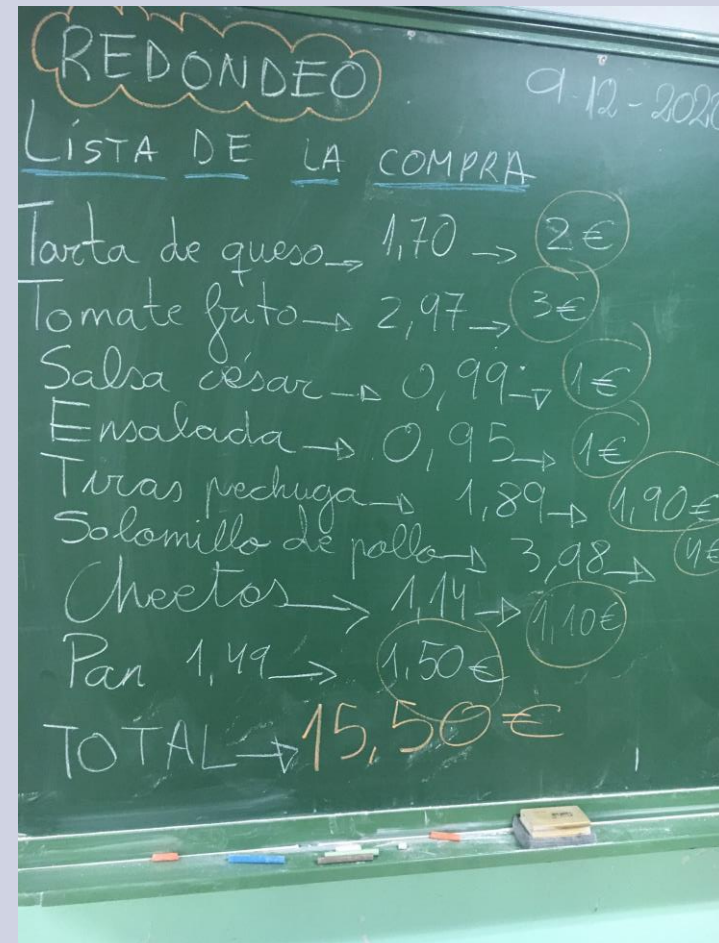 REDONDEO
9-12-2020
LISTA DE LA COMPRA
Tarta de queso → 1,70 → 2€
Tomate frito → 2,97 → 3€
Salsa césar → 0,99 → 1€
Ensalada → 0,95 → 1€
Tiras pechuga → 1,89 → 1,90€
Solomillo de pollo → 3,98 → 4€
Cheetos → 1,14 → 1,10€
Pan 1,49 → 1,50€
TOTAL → 15,50€